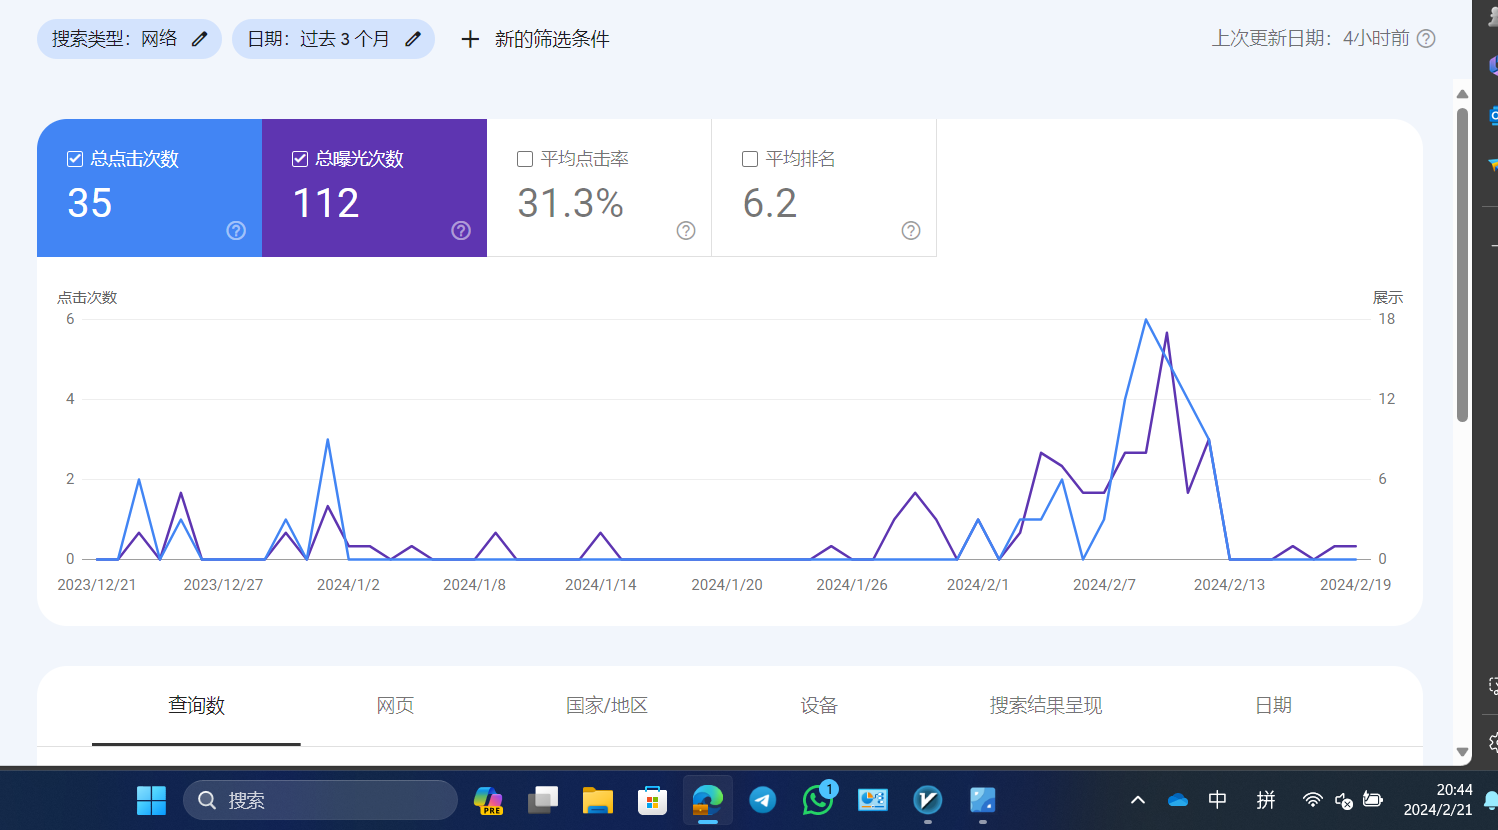 搜索类型：网络
日期：过去 3 个月
新的筛选条件
上次更新日期：4小时前
总点击次数
总曝光次数
平均点击率
平均排名
35
112
31.3%
6.2
点击次数
展示
6
18
4
12
2
6
0
0
2023/12/21
2023/12/27
2024/1/2
2024/1/8
2024/1/14
2024/1/20
2024/1/26
2024/2/1
2024/2/7
2024/2/13
2024/2/19
查询数
网页
国家/地区
设备
搜索结果呈现
日期
搜索
PRE
1
中
拼
20:44
2024/2/21